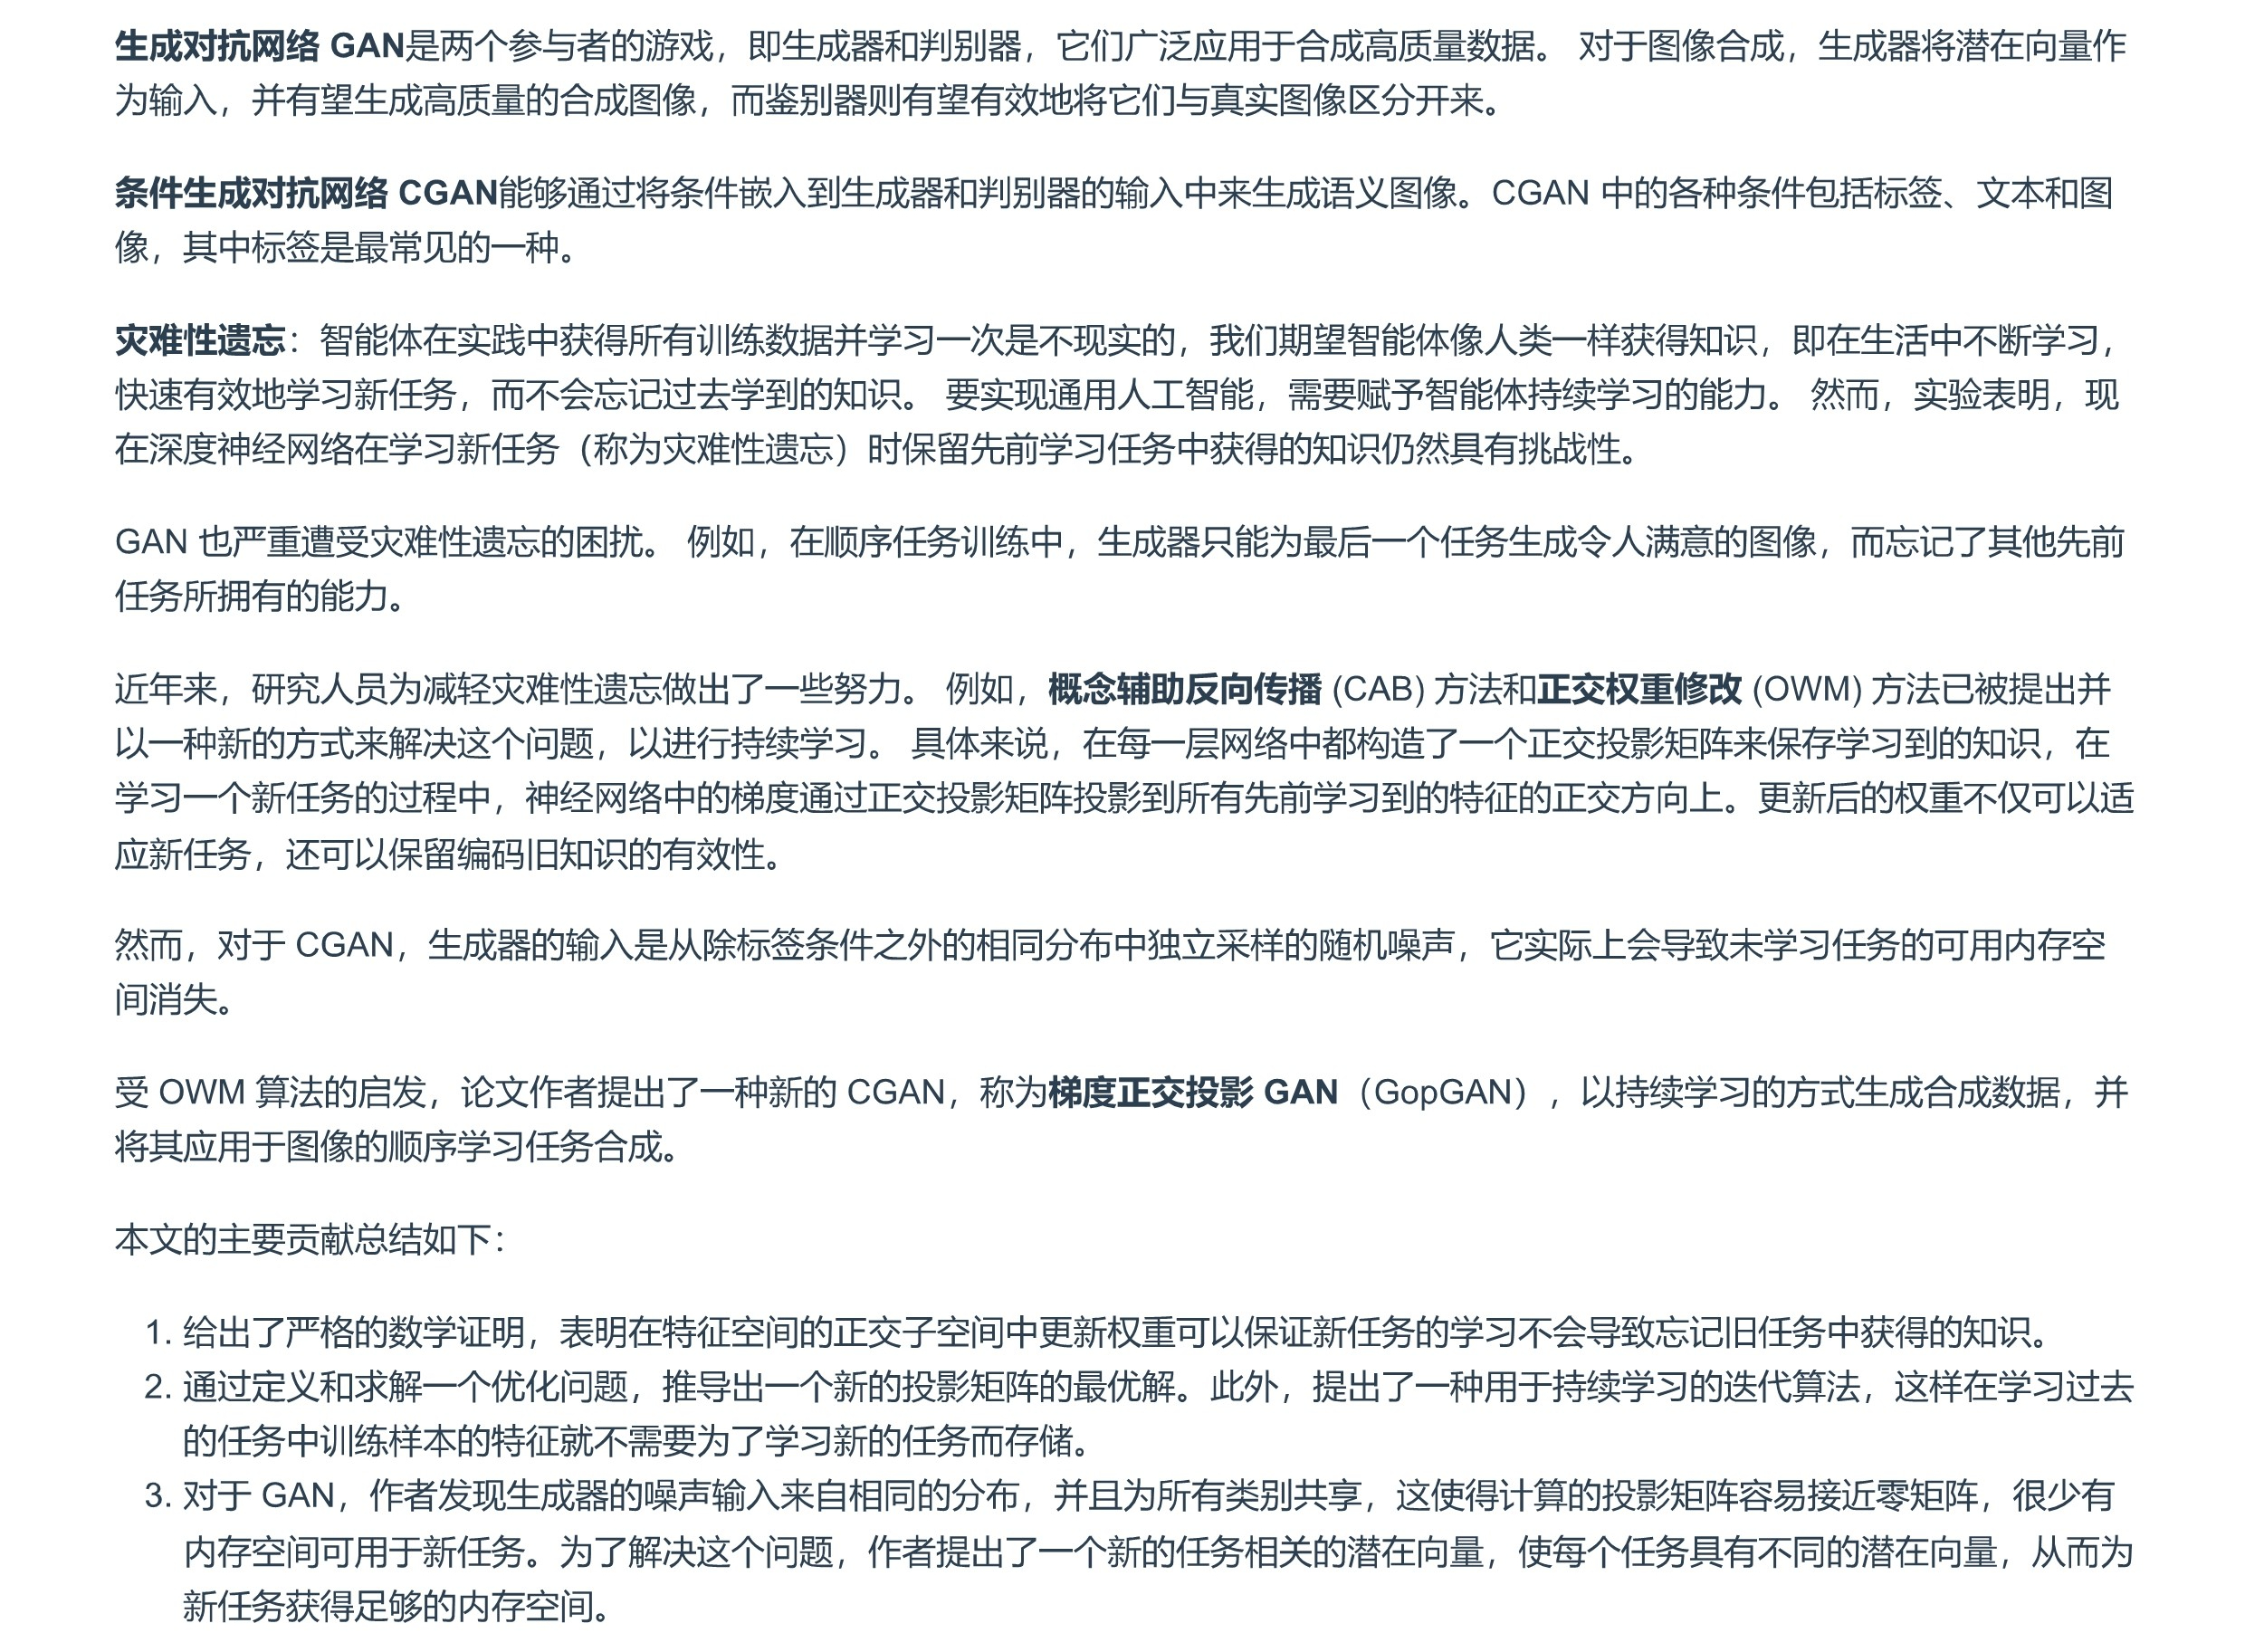 生成对抗网络 GAN是两个参与者的游戏，即生成器和判别器，它们广泛应用于合成高质量数据。 对于图像合成，生成器将潜在向量作
为输入，并有望生成高质量的合成图像，而鉴别器则有望有效地将它们与真实图像区分开来。
条件生成对抗网络 CGAN能够通过将条件嵌入到生成器和判别器的输入中来生成语义图像。CGAN 中的各种条件包括标签、文本和图
像，其中标签是最常见的一种。
灾难性遗忘：智能体在实践中获得所有训练数据并学习一次是不现实的，我们期望智能体像人类一样获得知识，即在生活中不断学习，
快速有效地学习新任务，而不会忘记过去学到的知识。 要实现通用人工智能，需要赋予智能体持续学习的能力。 然而，实验表明，现
在深度神经网络在学习新任务（称为灾难性遗忘）时保留先前学习任务中获得的知识仍然具有挑战性。
GAN 也严重遭受灾难性遗忘的困扰。 例如，在顺序任务训练中，生成器只能为最后一个任务生成令人满意的图像，而忘记了其他先前
任务所拥有的能力。
近年来，研究人员为减轻灾难性遗忘做出了一些努力。 例如，概念辅助反向传播 (CAB) 方法和正交权重修改 (OWM) 方法已被提出并
以一种新的方式来解决这个问题，以进行持续学习。 具体来说，在每一层网络中都构造了一个正交投影矩阵来保存学习到的知识，在
学习一个新任务的过程中，神经网络中的梯度通过正交投影矩阵投影到所有先前学习到的特征的正交方向上。更新后的权重不仅可以适
应新任务，还可以保留编码旧知识的有效性。
然而，对于 CGAN，生成器的输入是从除标签条件之外的相同分布中独立采样的随机噪声，它实际上会导致未学习任务的可用内存空
间消失。
受 OWM 算法的启发，论文作者提出了一种新的 CGAN，称为梯度正交投影 GAN（GopGAN），以持续学习的方式生成合成数据，并
将其应用于图像的顺序学习任务合成。
本文的主要贡献总结如下：
1. 给出了严格的数学证明，表明在特征空间的正交子空间中更新权重可以保证新任务的学习不会导致忘记旧任务中获得的知识。
2. 通过定义和求解一个优化问题，推导出一个新的投影矩阵的最优解。此外，提出了一种用于持续学习的迭代算法，这样在学习过去
的任务中训练样本的特征就不需要为了学习新的任务而存储。
3. 对于 GAN，作者发现生成器的噪声输入来自相同的分布，并且为所有类别共享，这使得计算的投影矩阵容易接近零矩阵，很少有
内存空间可用于新任务。为了解决这个问题，作者提出了一个新的任务相关的潜在向量，使每个任务具有不同的潜在向量，从而为
新任务获得足够的内存空间。